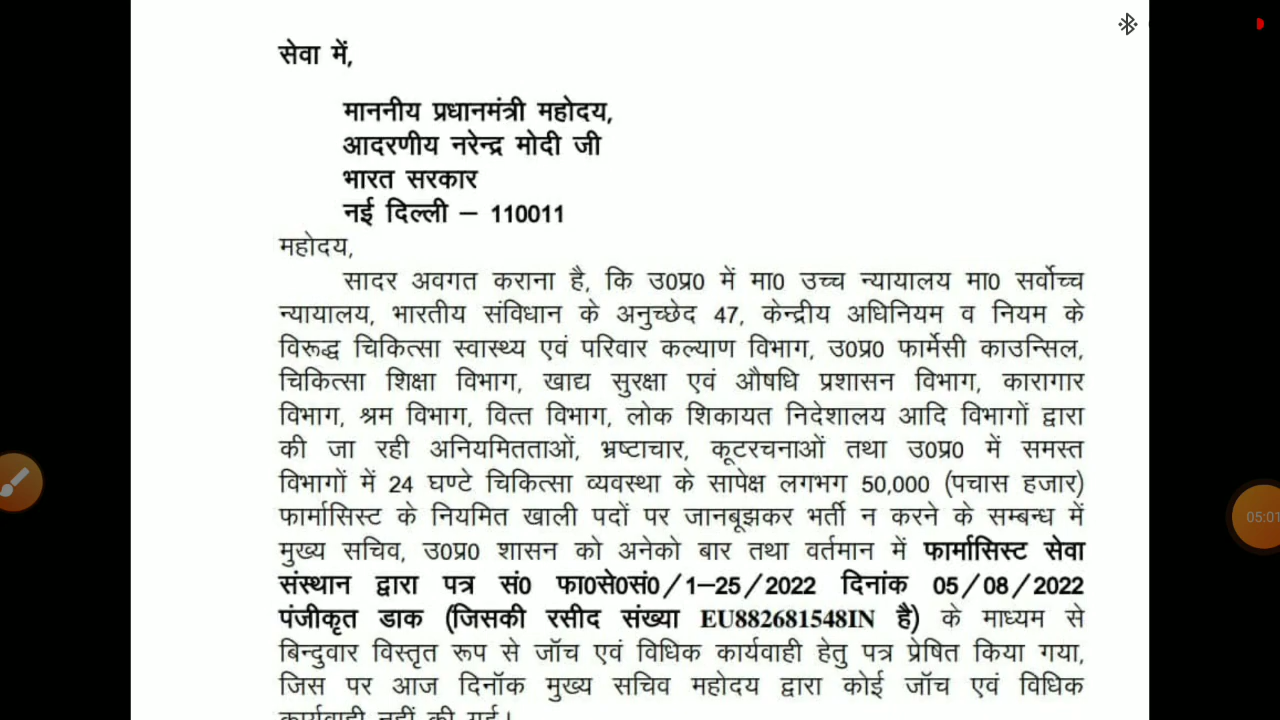 सेवा में,
माननीय प्रधानमंत्री महोदय,
आदरणीय नरेन्द्र मोदी जी
भारत सरकार
नई दिल्ली – 110011
महोदय,
सादर अवगत कराना है, कि उ0प्र0 में मा0 उच्च न्यायालय मा0 सर्वोच्च
न्यायालय, भारतीय संविधान के अनुच्छेद 47, केन्द्रीय अधिनियम व नियम के
विरूद्ध चिकित्सा स्वास्थ्य एवं परिवार कल्याण विभाग, उ0प्र0 फार्मेसी काउन्सिल,
चिकित्सा शिक्षा विभाग, खाद्य सुरक्षा एवं औषधि प्रशासन विभाग, कारागार
विभाग, श्रम विभाग, वित्त विभाग, लोक शिकायत निदेशालय आदि विभागों द्वारा
की जा रही अनियमितताओं, भ्रष्टाचार, कूटरचनाओं तथा उ0प्र0 में समस्त
विभागों में 24 घण्टे चिकित्सा व्यवस्था के सापेक्ष लगभग 50,000 (पचास हजार)
फार्मासिस्ट के नियमित खाली पदों पर जानबूझकर भर्ती न करने के सम्बन्ध में
मुख्य सचिव, उ0प्र0 शासन को अनेको बार तथा वर्तमान में फार्मासिस्ट सेवा
संस्थान द्वारा पत्र सं0 फा0से0सं0/1–25/2022 दिनांक 05/08/2022
पंजीकृत डाक (जिसकी रसीद संख्या EU882681548IN है) के माध्यम से
बिन्दुवार विस्तृत रूप से जॉच एवं विधिक कार्यवाही हेतु पत्र प्रेषित किया गया,
जिस पर आज दिनॉक मुख्य सचिव महोदय द्वारा कोई जॉच एवं विधिक
कार्यवाही नहीं की गई।
05:01